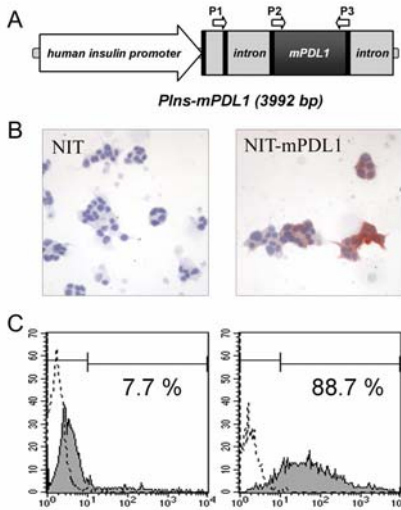 A
P1 P2 P3
human insulin promoter intron mPDL1 intron
PIns-mPDL1 (3992 bp)
B
NIT NIT-mPDL1
C
70 70
60 60
50 50
40 40
30 30
20 20
10 10
0 0
7.7 % 88.7 %
10⁰ 10¹ 10² 10³ 10⁴ 10⁰ 10¹ 10² 10³ 10⁴